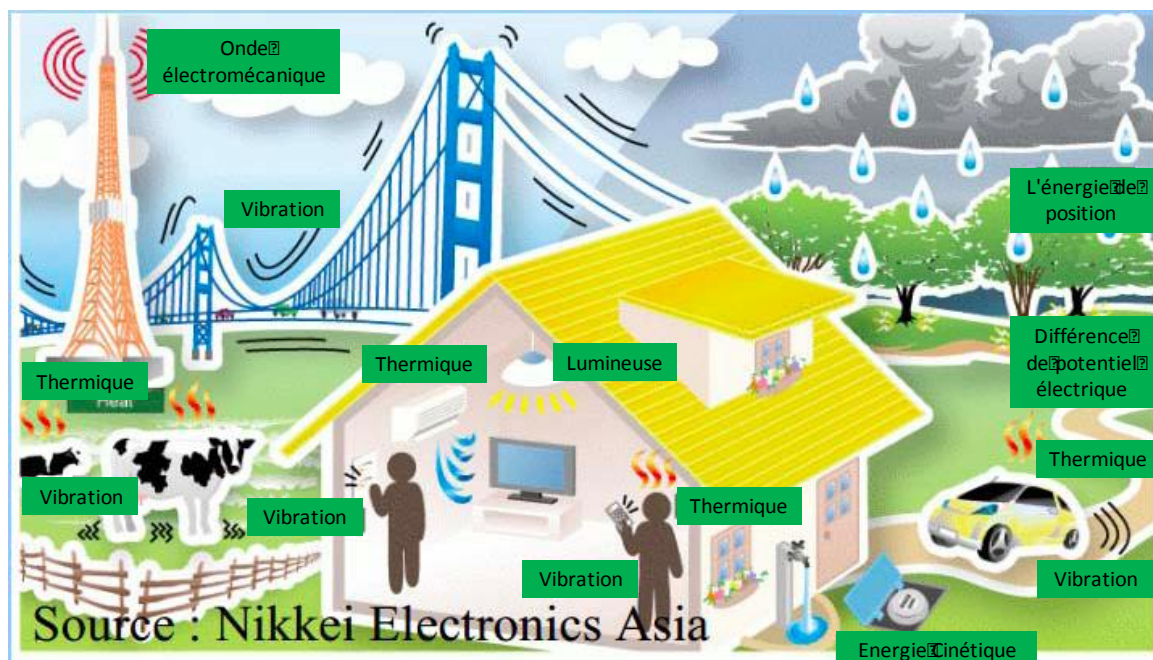 Onde
électromécanique
Vibration
L'énergie de
position
Thermique
Lumineuse
Différence
de potentiel
électrique
Thermique
Heat
Thermique
Vibration
Vibration
Thermique
Vibration
Vibration
Source : Nikkei Electronics Asia
Energie Cinétique